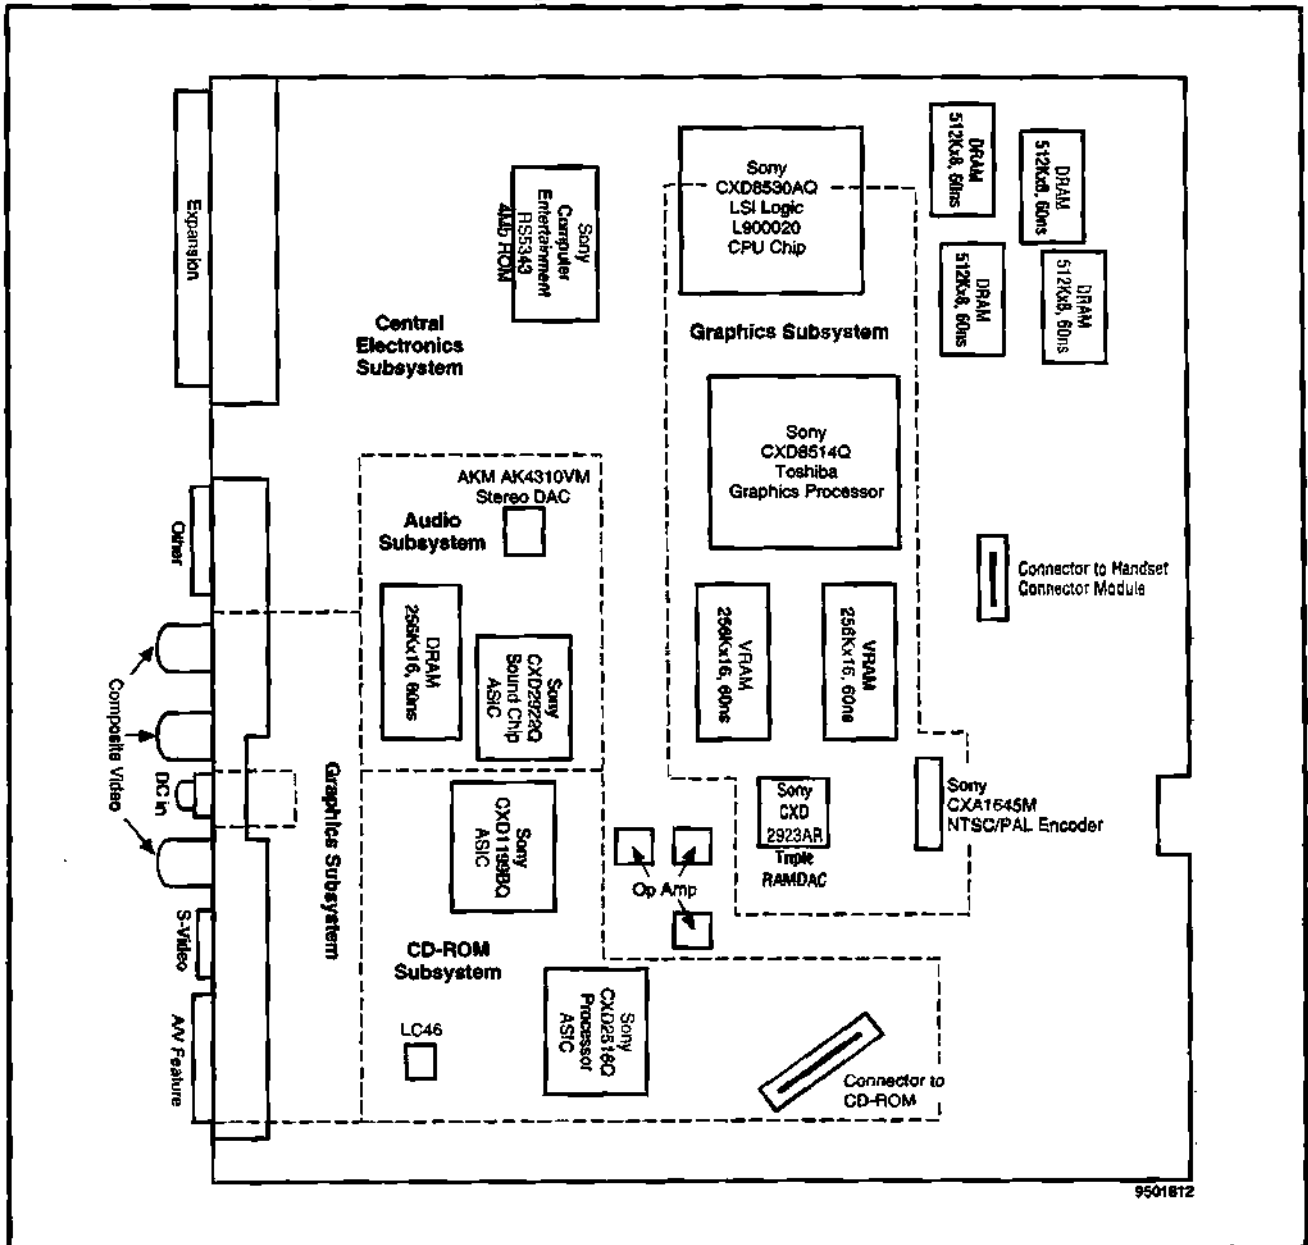 Expansion
Sony
Computer
Entertainment
RS5343
4Mb ROM
Sony
CXD8530AQ
LSI Logic
L900020
CPU Chip
DRAM
512Kx8, 60ns
DRAM
512Kx8, 60ns
DRAM
512Kx8, 60ns
DRAM
512Kx8, 60ns
Central
Electronics
Subsystem
Graphics Subsystem
Sony
CXD8514Q
Toshiba
Graphics Processor
AKM AK4310VM
Stereo DAC
Audio
Subsystem
Other
Connector to Handset
Connector Module
DRAM
256Kx16, 60ns
Sony
CXD2922Q
Sound Chip
ASIC
VRAM
256Kx16, 60ns
VRAM
256Kx16, 60ns
Composite Video
DC in
Graphics Subsystem
Sony
CXD1199BQ
ASIC
Op Amp
Sony
CXD
2923AR
Triple
RAMDAC
Sony
CXA1645M
NTSC/PAL Encoder
S-Video
CD-ROM
Subsystem
A/V Feature
LC46
Sony
CXD2516Q
Processor
ASIC
Connector to
CD-ROM
9501812